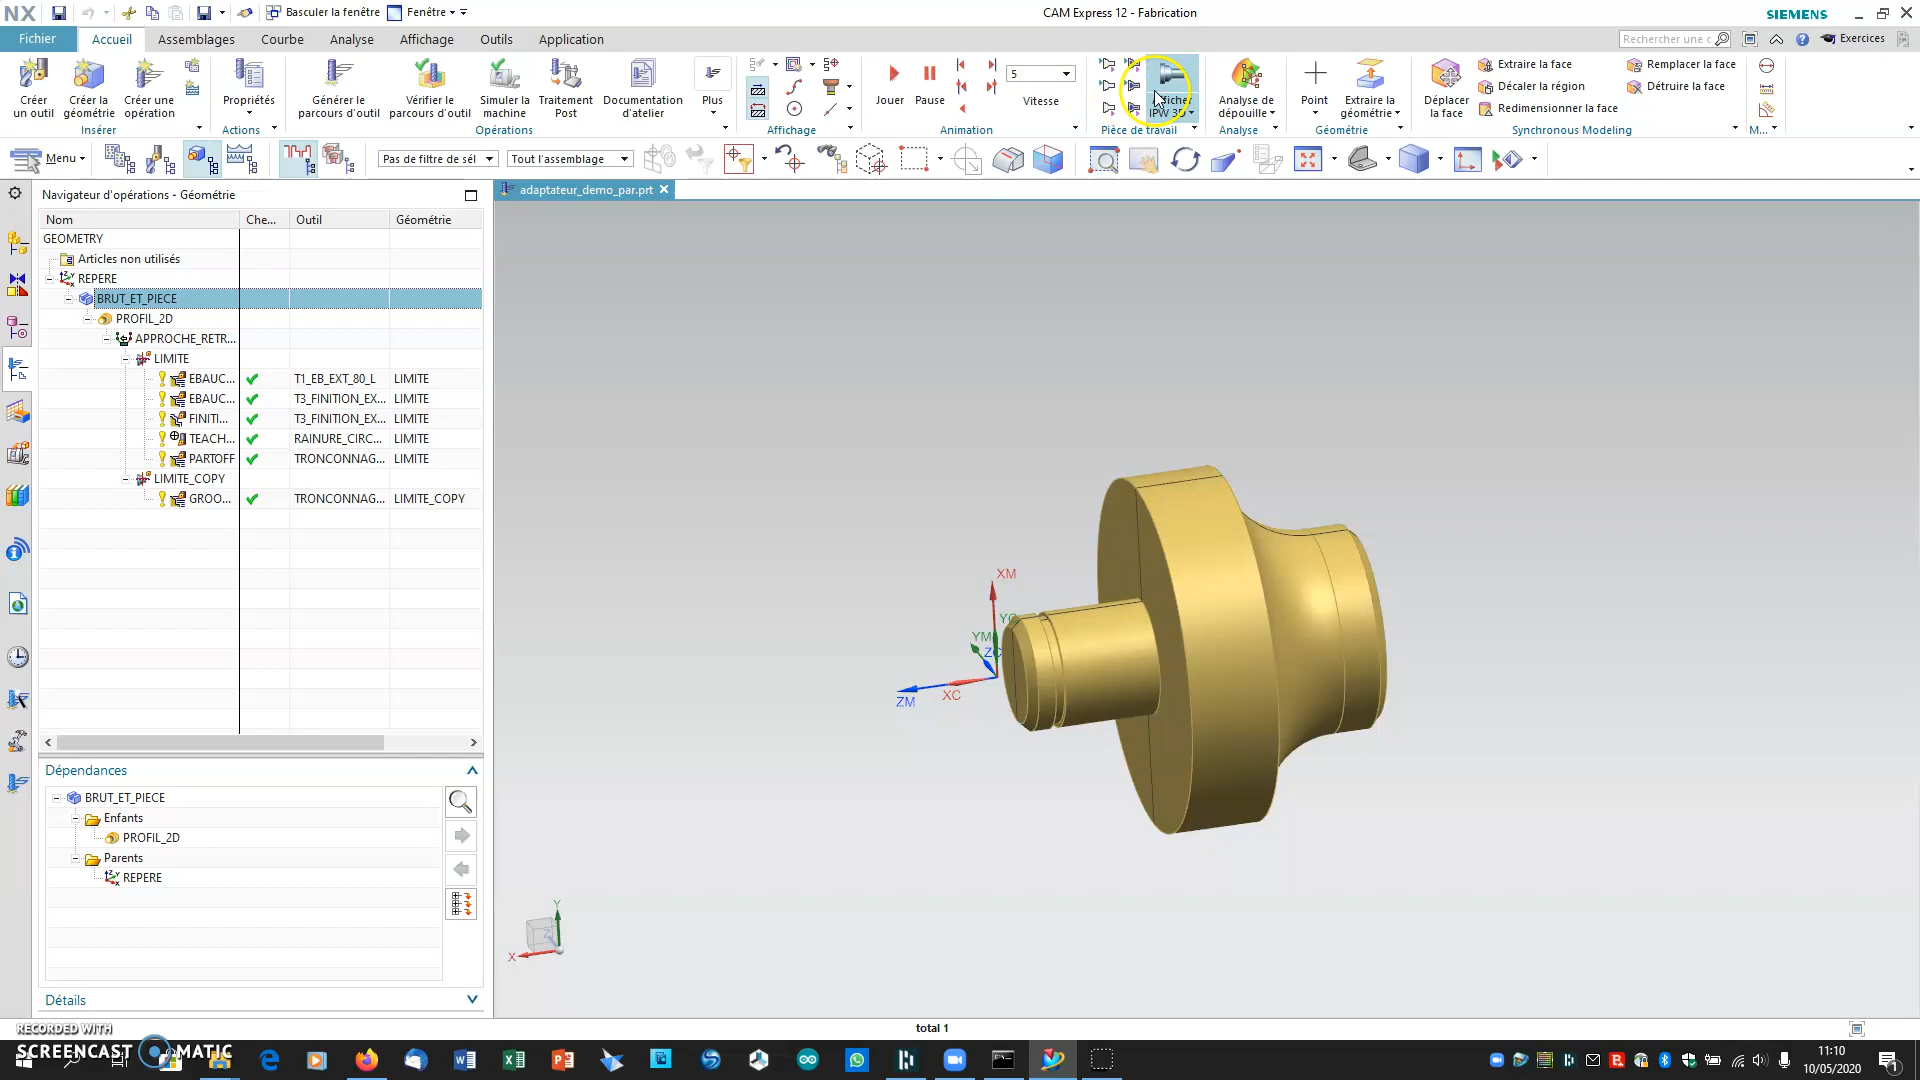 NX
Basculer la fenêtre
Fenêtre
CAM Express 12 - Fabrication
SIEMENS
Fichier
Accueil
Assemblages
Courbe
Analyse
Affichage
Outils
Application
Rechercher une c
Exercices
Créer un outil
Créer la géométrie
Créer une opération
Propriétés
Générer le parcours d'outil
Vérifier le parcours d'outil
Simuler la machine
Traitement Post
Documentation d'atelier
Plus
Jouer
Pause
5
Vitesse
IPW 3D
Analyse de dépouille
Point
Extraire la géométrie
Déplacer la face
Extraire la face
Décaler la région
Redimensionner la face
Remplacer la face
Détruire la face
Insérer
Actions
Opérations
Affichage
Animation
Pièce de travail
Analyse
Géométrie
Synchronous Modeling
M...
Menu
Pas de filtre de sél
Tout l'assemblage
Navigateur d'opérations - Géométrie
adaptateur_demo_par.prt
Nom
Che...
Outil
Géométrie
GEOMETRY
Articles non utilisés
REPERE
BRUT_ET_PIECE
PROFIL_2D
APPROCHE_RETR...
LIMITE
EBAUC... T1_EB_EXT_80_L LIMITE
EBAUC... T3_FINITION_EX... LIMITE
FINITI... T3_FINITION_EX... LIMITE
TEACH... RAINURE_CIRC... LIMITE
PARTOFF TRONCONNAG... LIMITE
LIMITE_COPY
GROO... TRONCONNAG... LIMITE_COPY
XM
YM
ZM
XC
Dépendances
BRUT_ET_PIECE
Enfants
PROFIL_2D
Parents
REPERE
Y
X
Détails
total 1
RECORDED WITH
SCREENCAST MATIC
11:10
10/05/2020